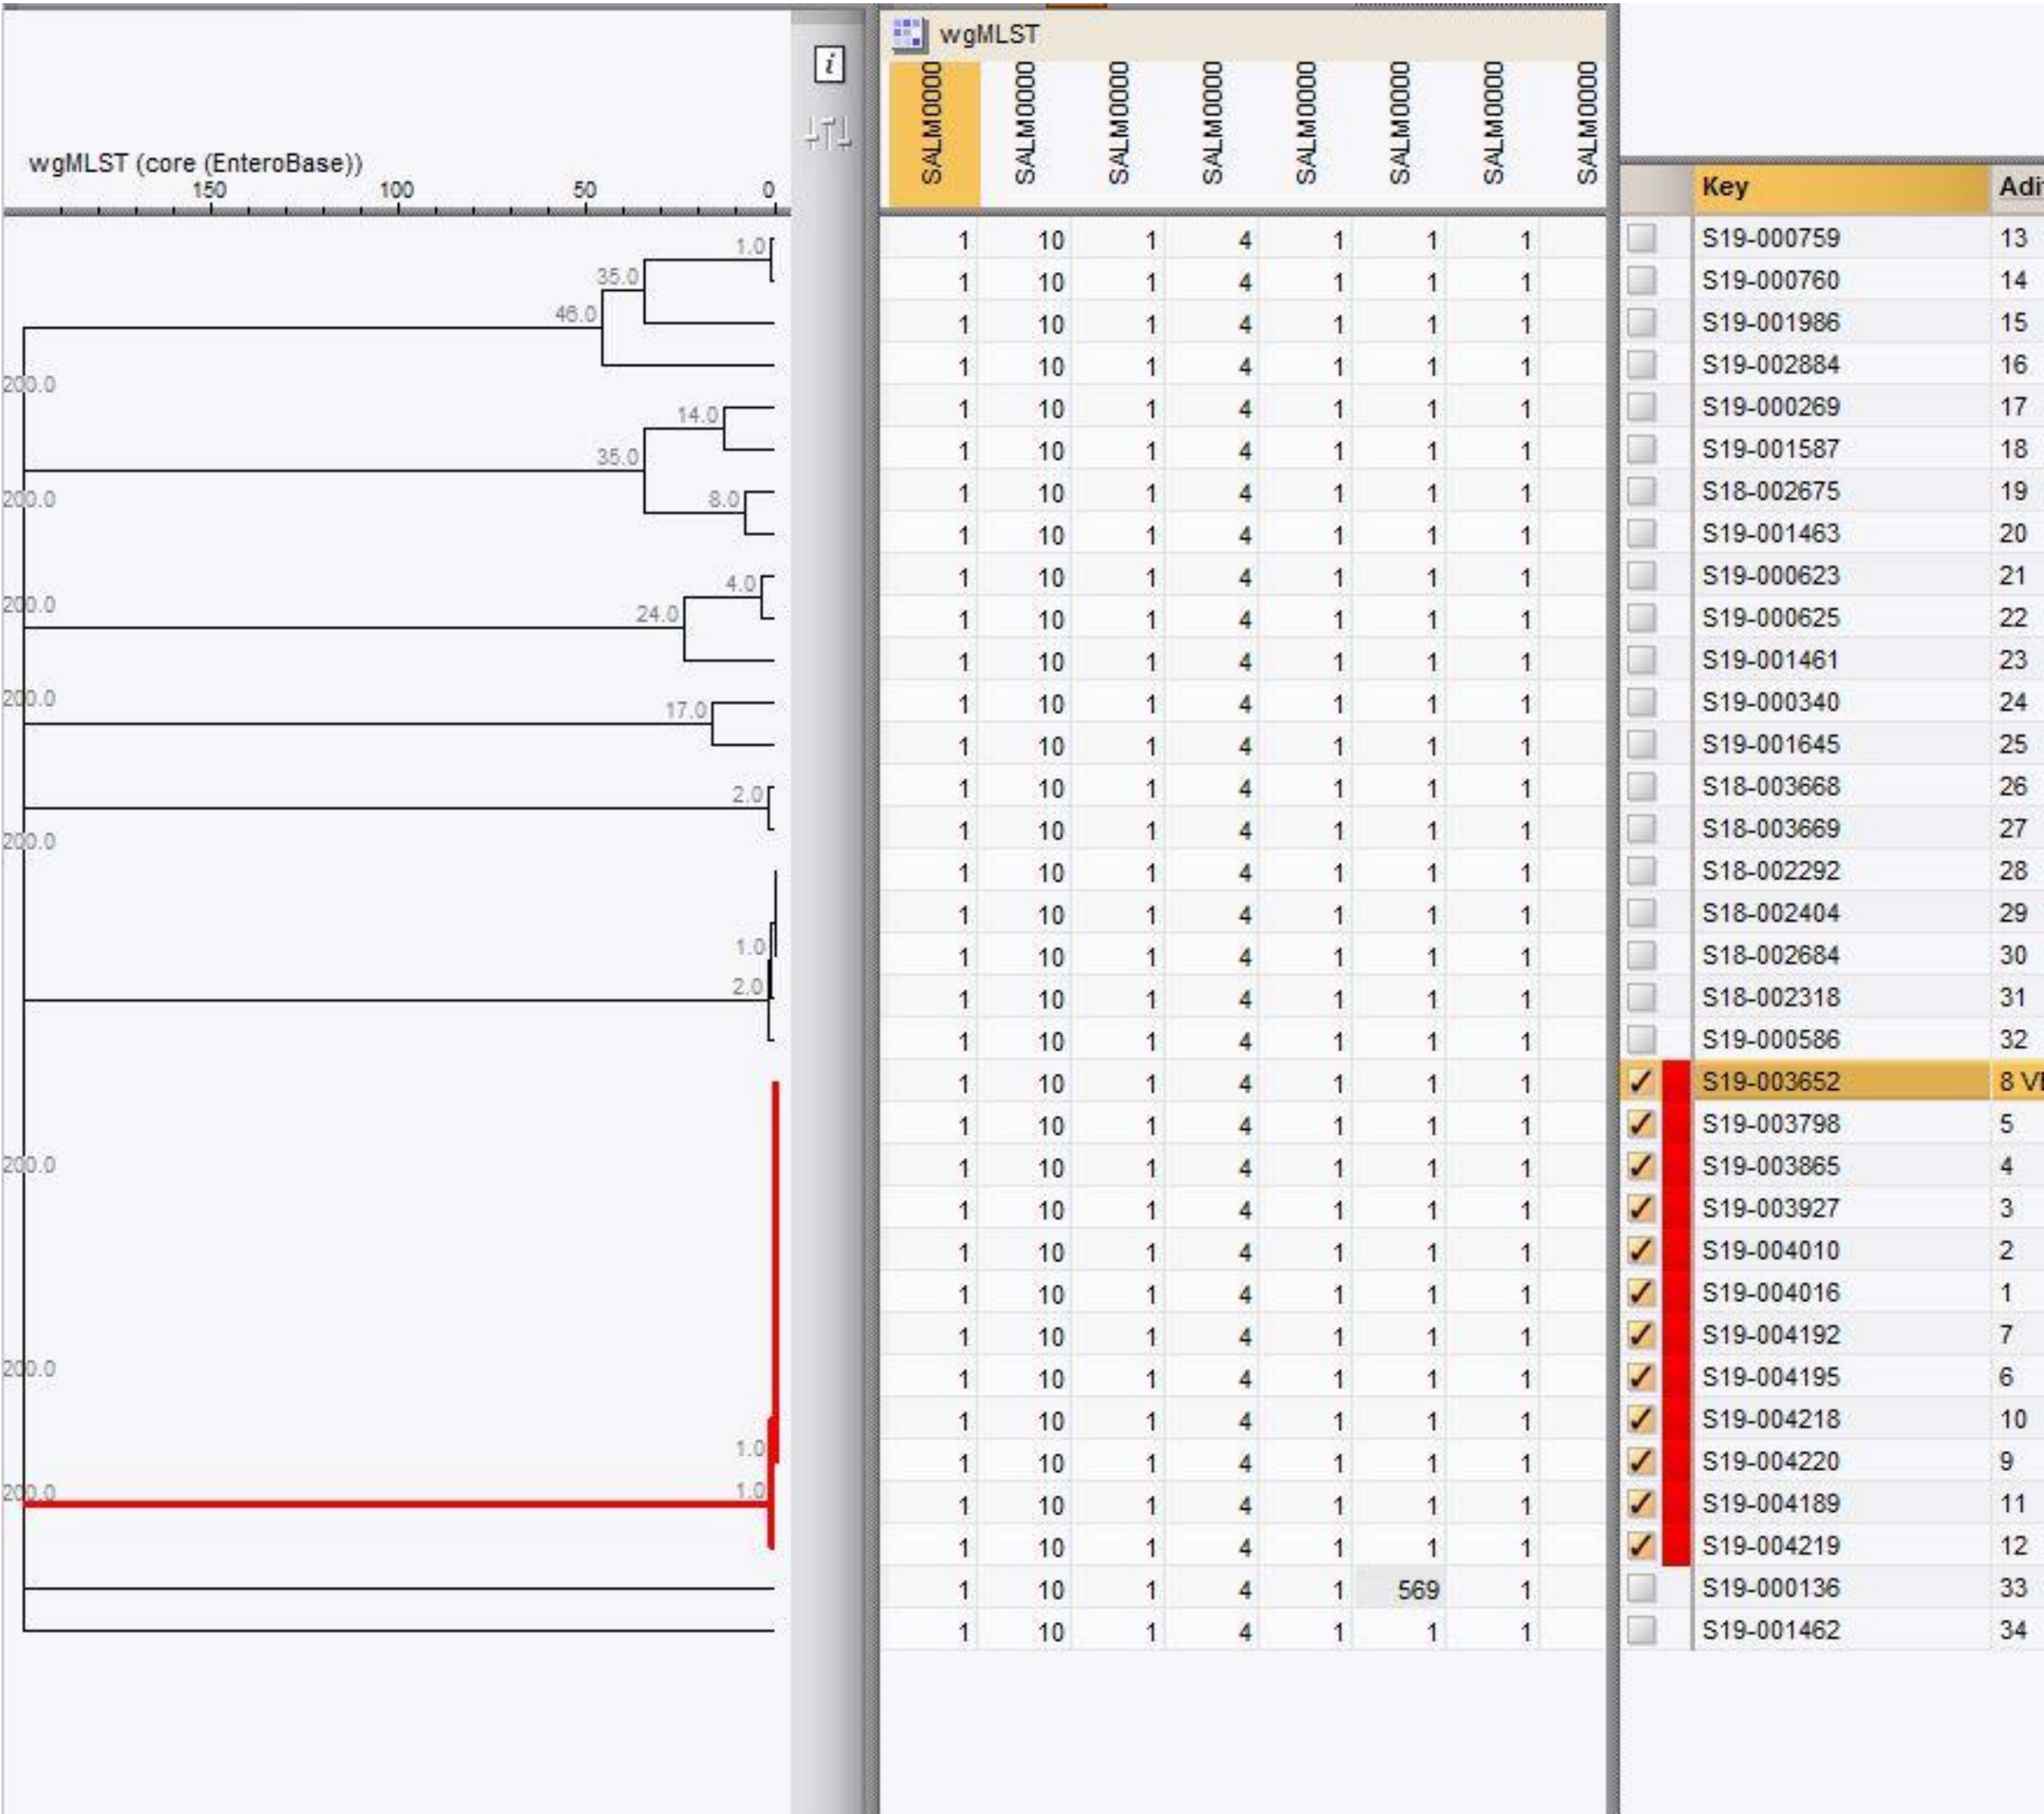 wgMLST
i
SALM0000 SALM0000 SALM0000 SALM0000 SALM0000 SALM0000 SALM0000 SALM0000
wgMLST (core (EnteroBase))
150 100 50 0
Key Adi
1 10 1 4 1 1 1 S19-000759 13
1 10 1 4 1 1 1 S19-000760 14
1 10 1 4 1 1 1 S19-001986 15
1 10 1 4 1 1 1 S19-002884 16
1 10 1 4 1 1 1 S19-000269 17
1 10 1 4 1 1 1 S19-001587 18
1 10 1 4 1 1 1 S18-002675 19
1 10 1 4 1 1 1 S19-001463 20
1 10 1 4 1 1 1 S19-000623 21
1 10 1 4 1 1 1 S19-000625 22
1 10 1 4 1 1 1 S19-001461 23
1 10 1 4 1 1 1 S19-000340 24
1 10 1 4 1 1 1 S19-001645 25
1 10 1 4 1 1 1 S18-003668 26
1 10 1 4 1 1 1 S18-003669 27
1 10 1 4 1 1 1 S18-002292 28
1 10 1 4 1 1 1 S18-002404 29
1 10 1 4 1 1 1 S18-002684 30
1 10 1 4 1 1 1 S18-002318 31
1 10 1 4 1 1 1 S19-000586 32
1 10 1 4 1 1 1 S19-003652 8
1 10 1 4 1 1 1 S19-003798 5
1 10 1 4 1 1 1 S19-003865 4
1 10 1 4 1 1 1 S19-003927 3
1 10 1 4 1 1 1 S19-004010 2
1 10 1 4 1 1 1 S19-004016 1
1 10 1 4 1 1 1 S19-004192 7
1 10 1 4 1 1 1 S19-004195 6
1 10 1 4 1 1 1 S19-004218 10
1 10 1 4 1 1 1 S19-004220 9
1 10 1 4 1 1 1 S19-004189 11
1 10 1 4 1 1 1 S19-004219 12
1 10 1 4 1 569 1 S19-000136 33
1 10 1 4 1 1 1 S19-001462 34
1.0
35.0
46.0
200.0
14.0
35.0
8.0
200.0
4.0
200.0
24.0
200.0
17.0
2.0
200.0
1.0
2.0
200.0
200.0
1.0
1.0
200.0